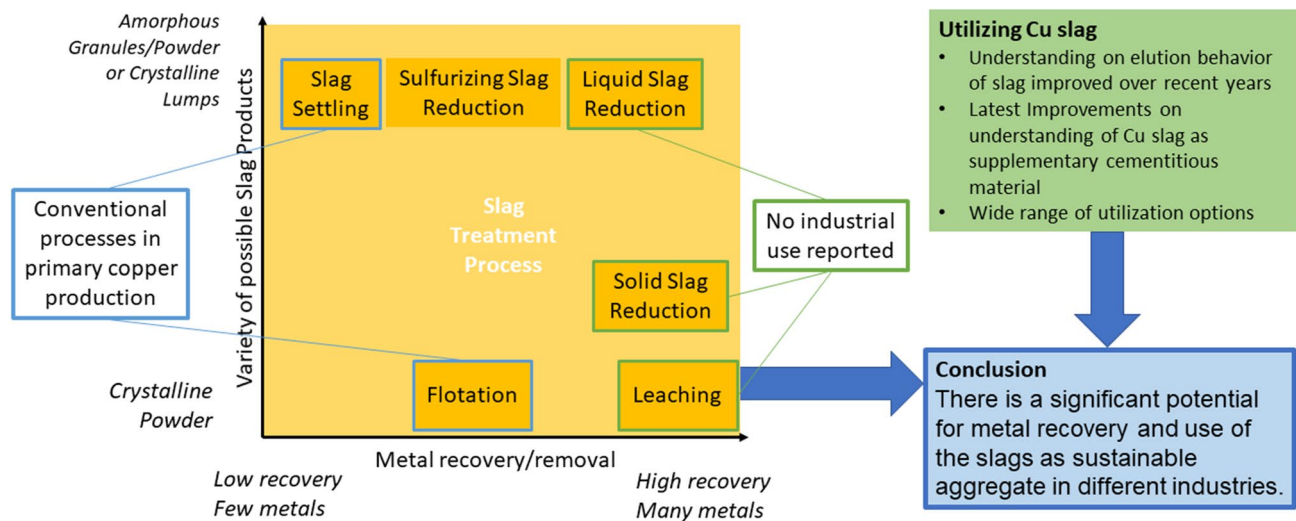 Amorphous
Granules/Powder
or Crystalline
Lumps
Variety of possible Slag Products
Slag
Settling
Sulfurizing Slag
Reduction
Liquid Slag
Reduction
Conventional
processes in
primary copper
production
Slag
Treatment
Process
No industrial
use reported
Solid Slag
Reduction
Crystalline
Powder
Flotation
Leaching
Metal recovery/removal
Low recovery
Few metals
High recovery
Many metals
Utilizing Cu slag
• Understanding on elution behavior
of slag improved over recent years
• Latest Improvements on
understanding of Cu slag as
supplementary cementitious
material
• Wide range of utilization options
Conclusion
There is a significant potential
for metal recovery and use of
the slags as sustainable
aggregate in different industries.